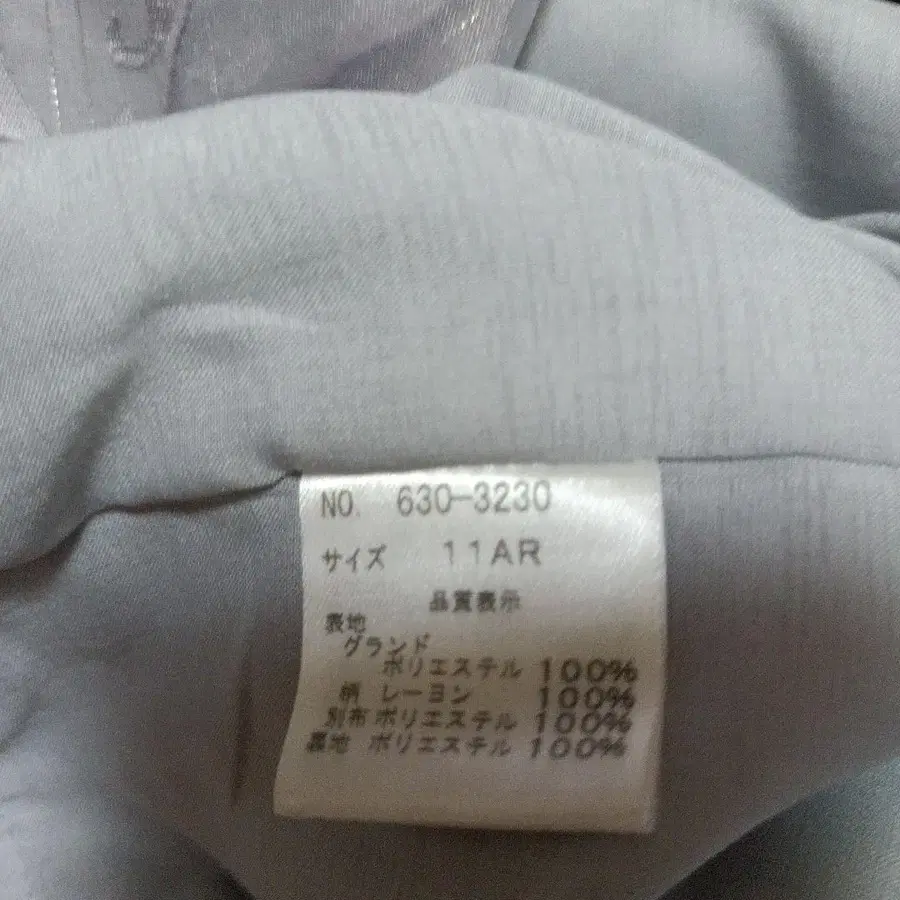 NO. 630-3230
サイズ 11AR
品質表示
表地
グランド
ポリエステル 100%
柄 レーヨン 100%
別布 ポリエステル 100%
裏地 ポリエステル 100%